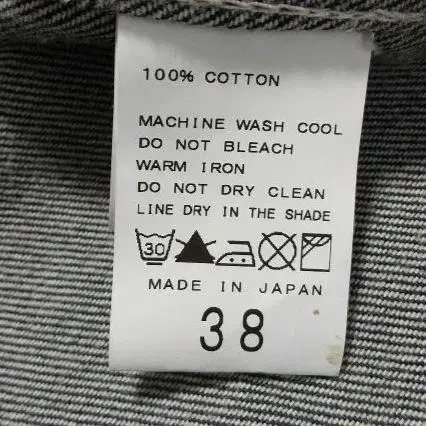 100% COTTON
MACHINE WASH COOL
DO NOT BLEACH
WARM IRON
DO NOT DRY CLEAN
LINE DRY IN THE SHADE
30
MADE IN JAPAN
38